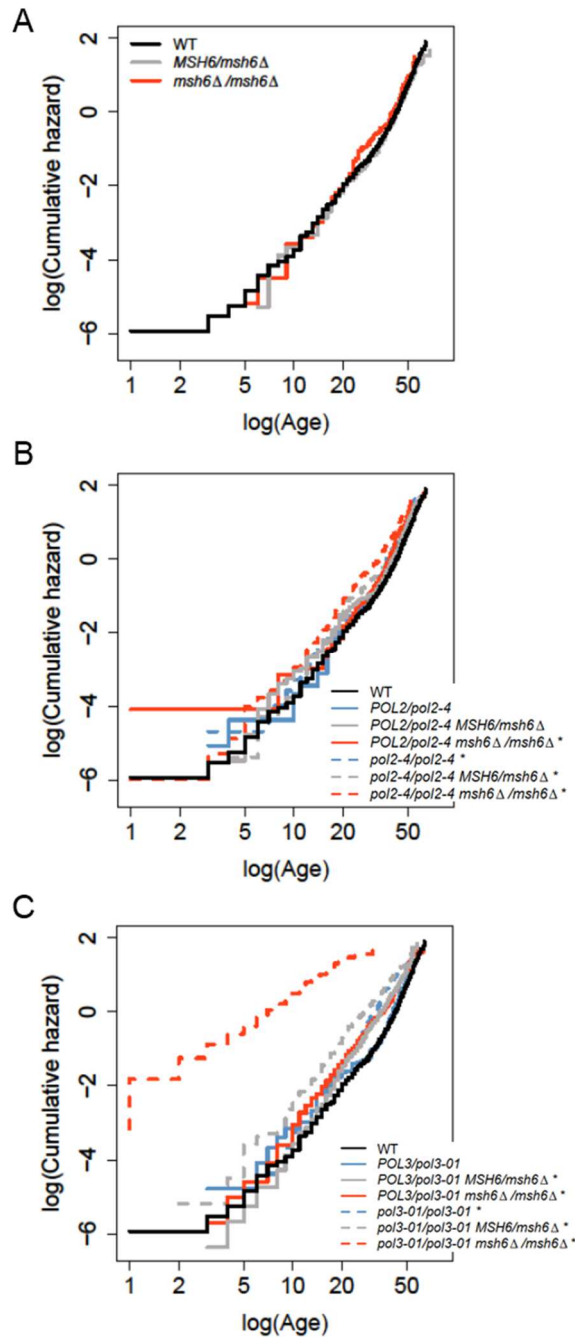 A
2
0
-2
-4
-6
log(Cumulative hazard)
WT
MSH6/msh6Δ
msh6Δ/msh6Δ
1 2 5 10 20 50
log(Age)
B
2
0
-2
-4
-6
log(Cumulative hazard)
WT
POL2/pol2-4
POL2/pol2-4 MSH6/msh6Δ
POL2/pol2-4 msh6Δ/msh6Δ *
pol2-4/pol2-4 *
pol2-4/pol2-4 MSH6/msh6Δ *
pol2-4/pol2-4 msh6Δ/msh6Δ *
1 2 5 10 20 50
log(Age)
C
2
0
-2
-4
-6
log(Cumulative hazard)
WT
POL3/pol3-01
POL3/pol3-01 MSH6/msh6Δ *
POL3/pol3-01 msh6Δ/msh6Δ *
pol3-01/pol3-01 *
pol3-01/pol3-01 MSH6/msh6Δ *
pol3-01/pol3-01 msh6Δ/msh6Δ *
1 2 5 10 20 50
log(Age)